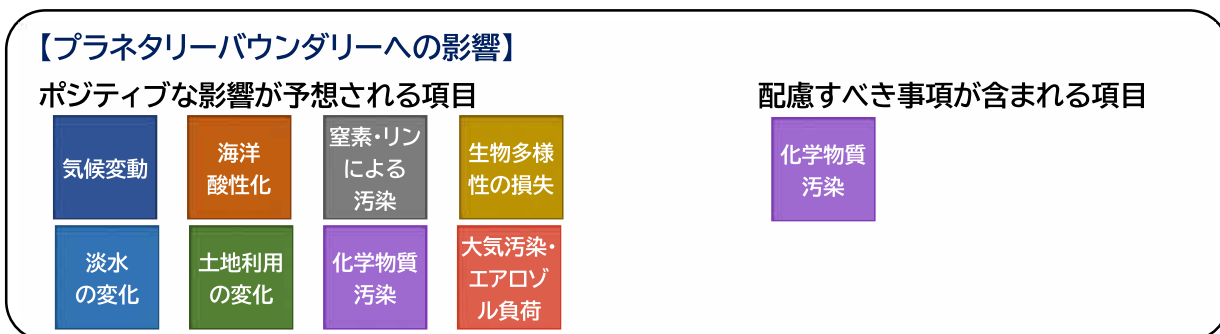 【プラネタリーバウンダリーへの影響】
ポジティブな影響が予想される項目
気候変動
海洋
酸性化
窒素・リン
による
汚染
生物多様
性の損失
淡水
の変化
土地利用
の変化
化学物質
汚染
大気汚染・
エアロゾ
ル負荷
配慮すべき事項が含まれる項目
化学物質
汚染